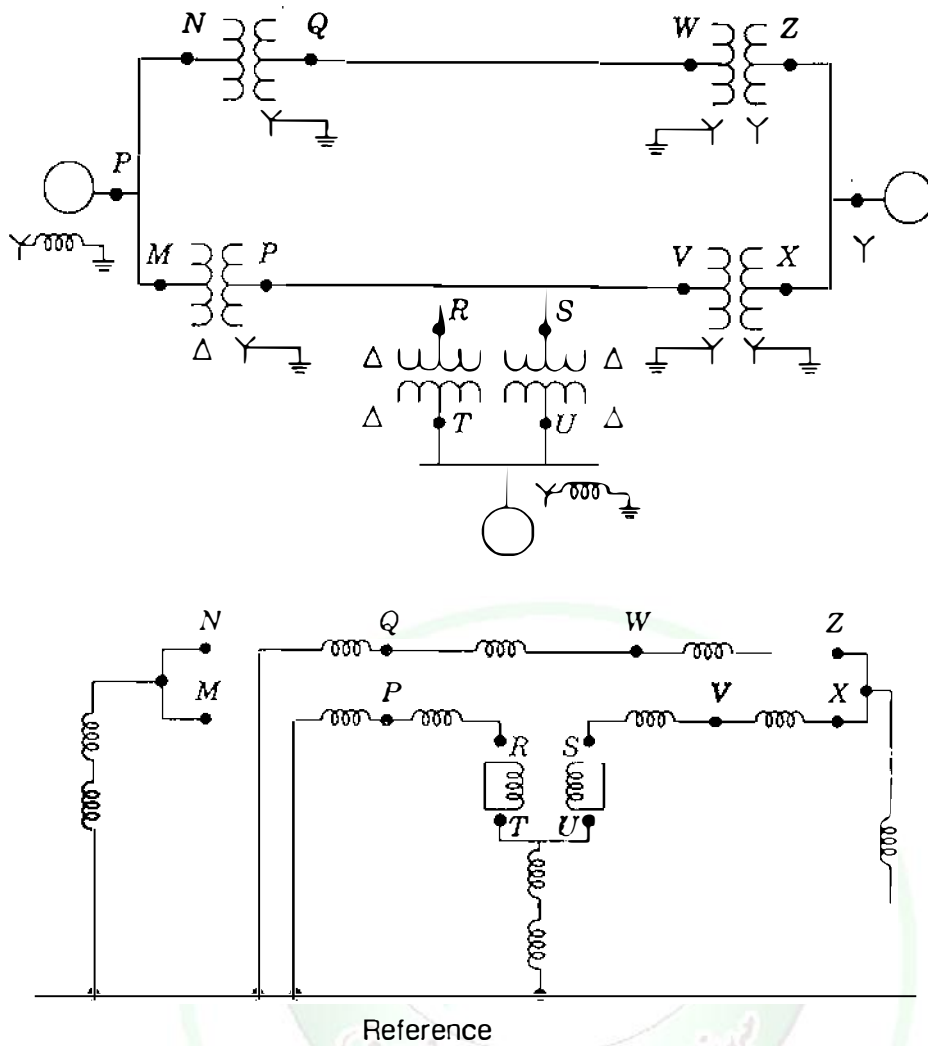 N Q W Z
P
M P V X
R S
Δ Δ
Δ T U Δ
N Q W Z
M P V X
R S
T U
Reference